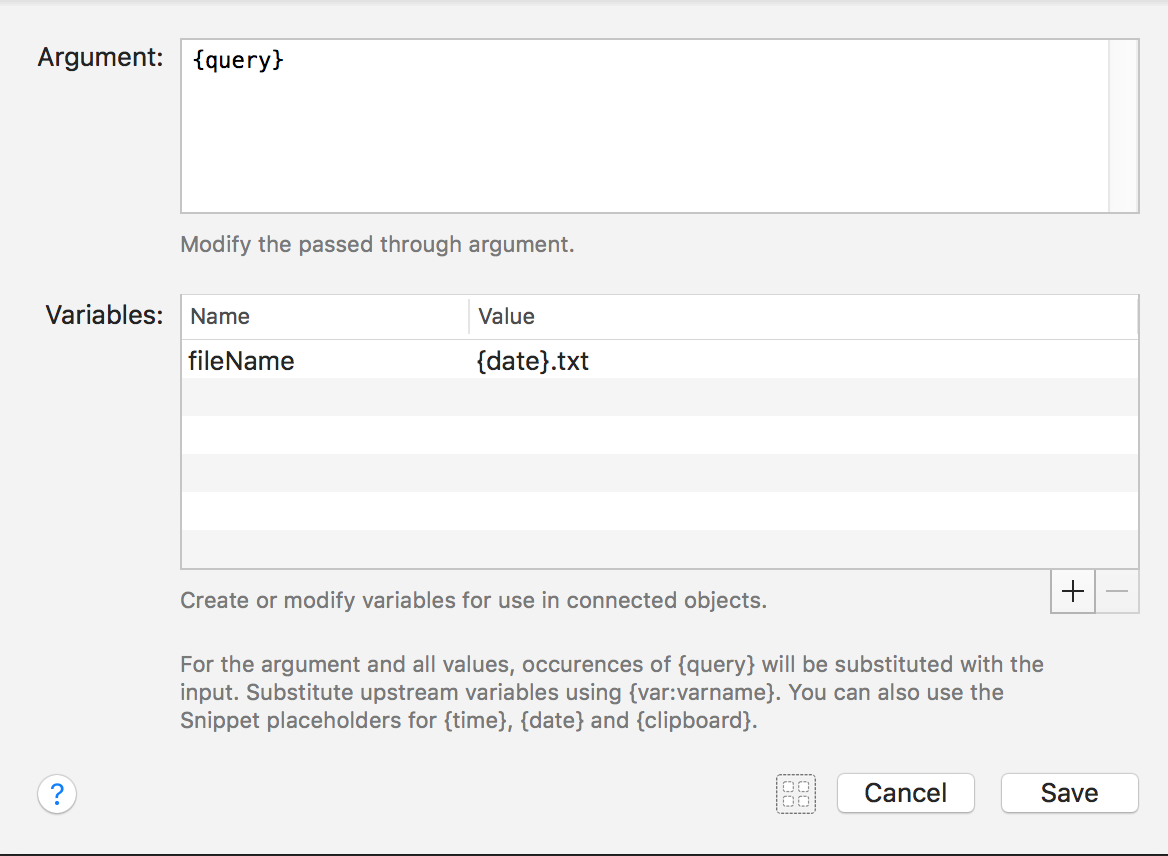 Argument:
{query}
Modify the passed through argument.
Variables:
Name Value
fileName {date}.txt
Create or modify variables for use in connected objects.
For the argument and all values, occurences of {query} will be substituted with the
input. Substitute upstream variables using {var:varname}. You can also use the
Snippet placeholders for {time}, {date} and {clipboard}.
? Cancel Save